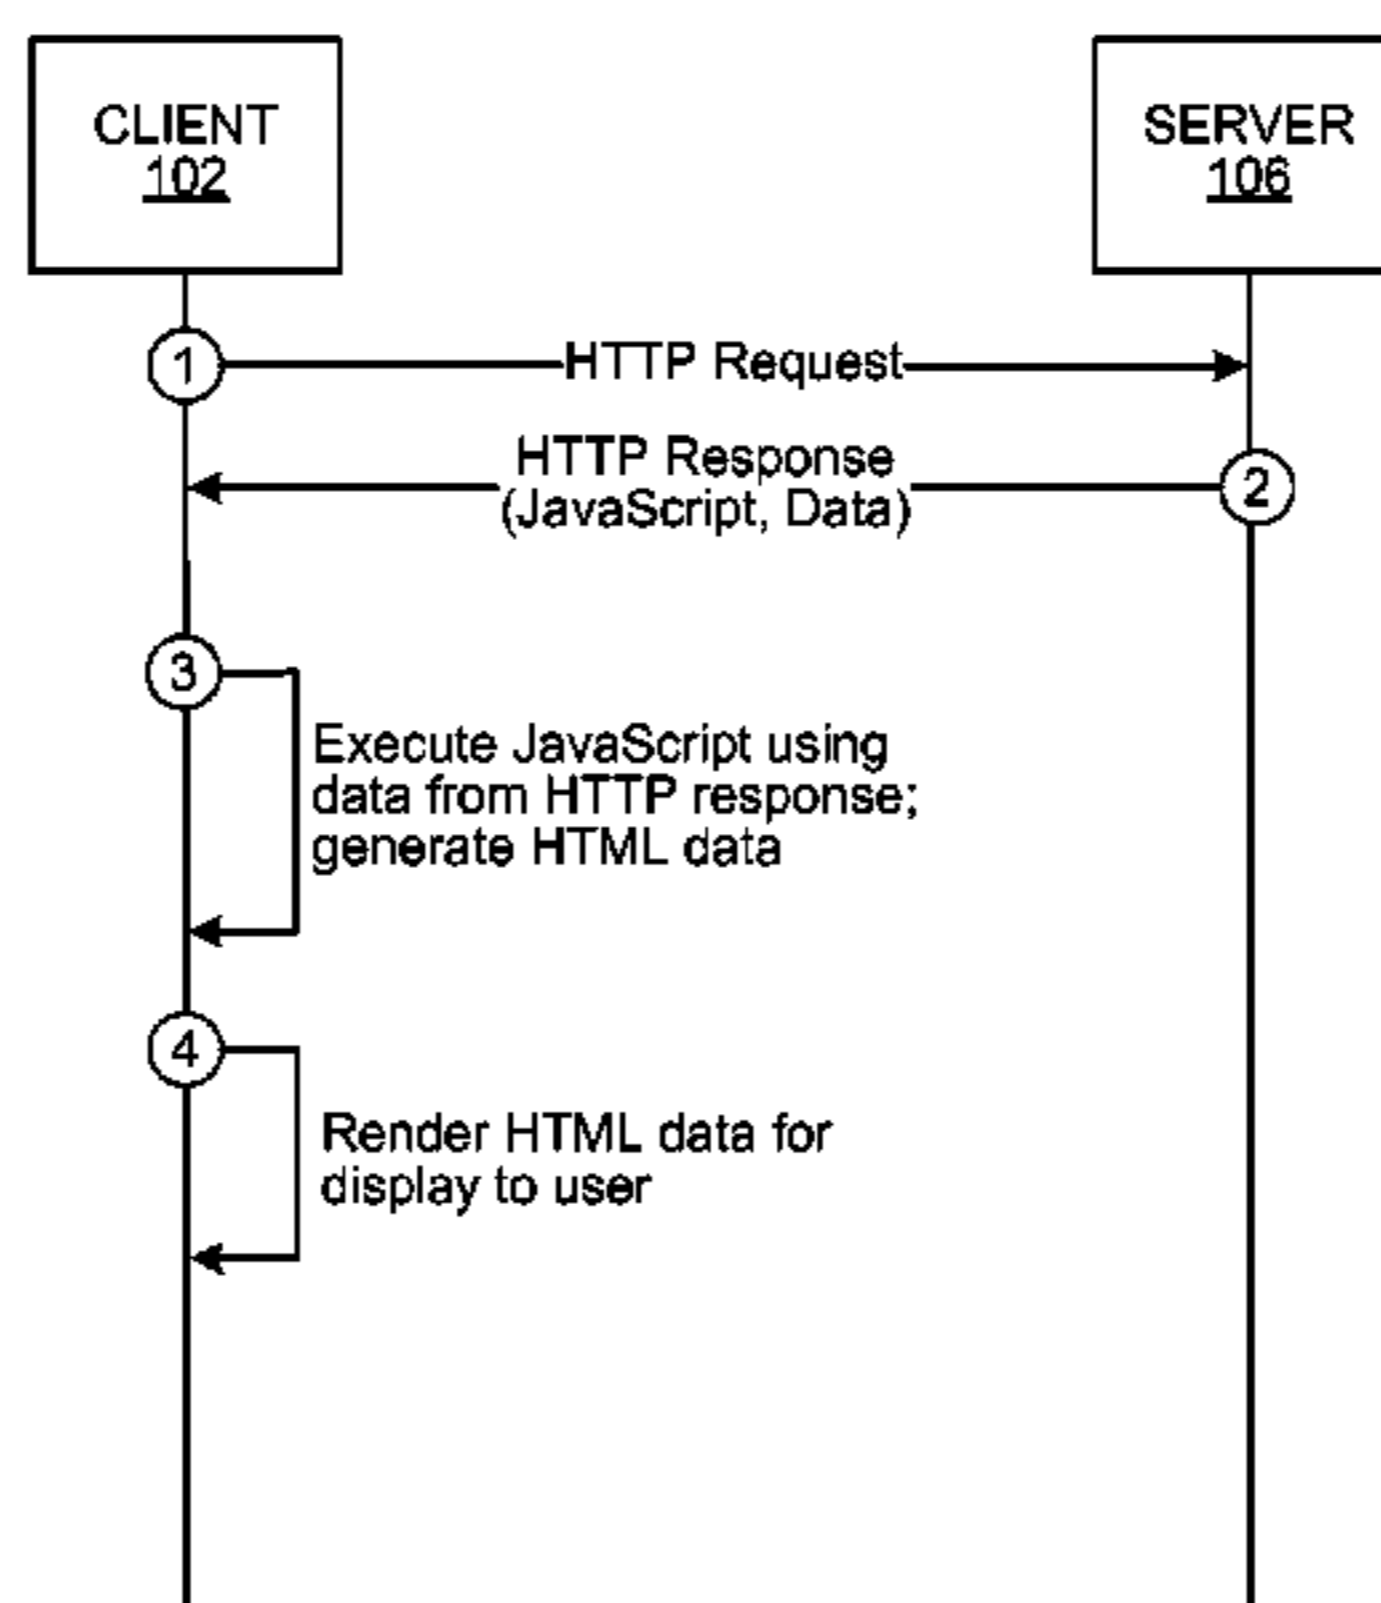 CLIENT
102
SERVER
106
1
HTTP Request
HTTP Response
(JavaScript, Data)
2
3
Execute JavaScript using
data from HTTP response;
generate HTML data
4
Render HTML data for
display to user